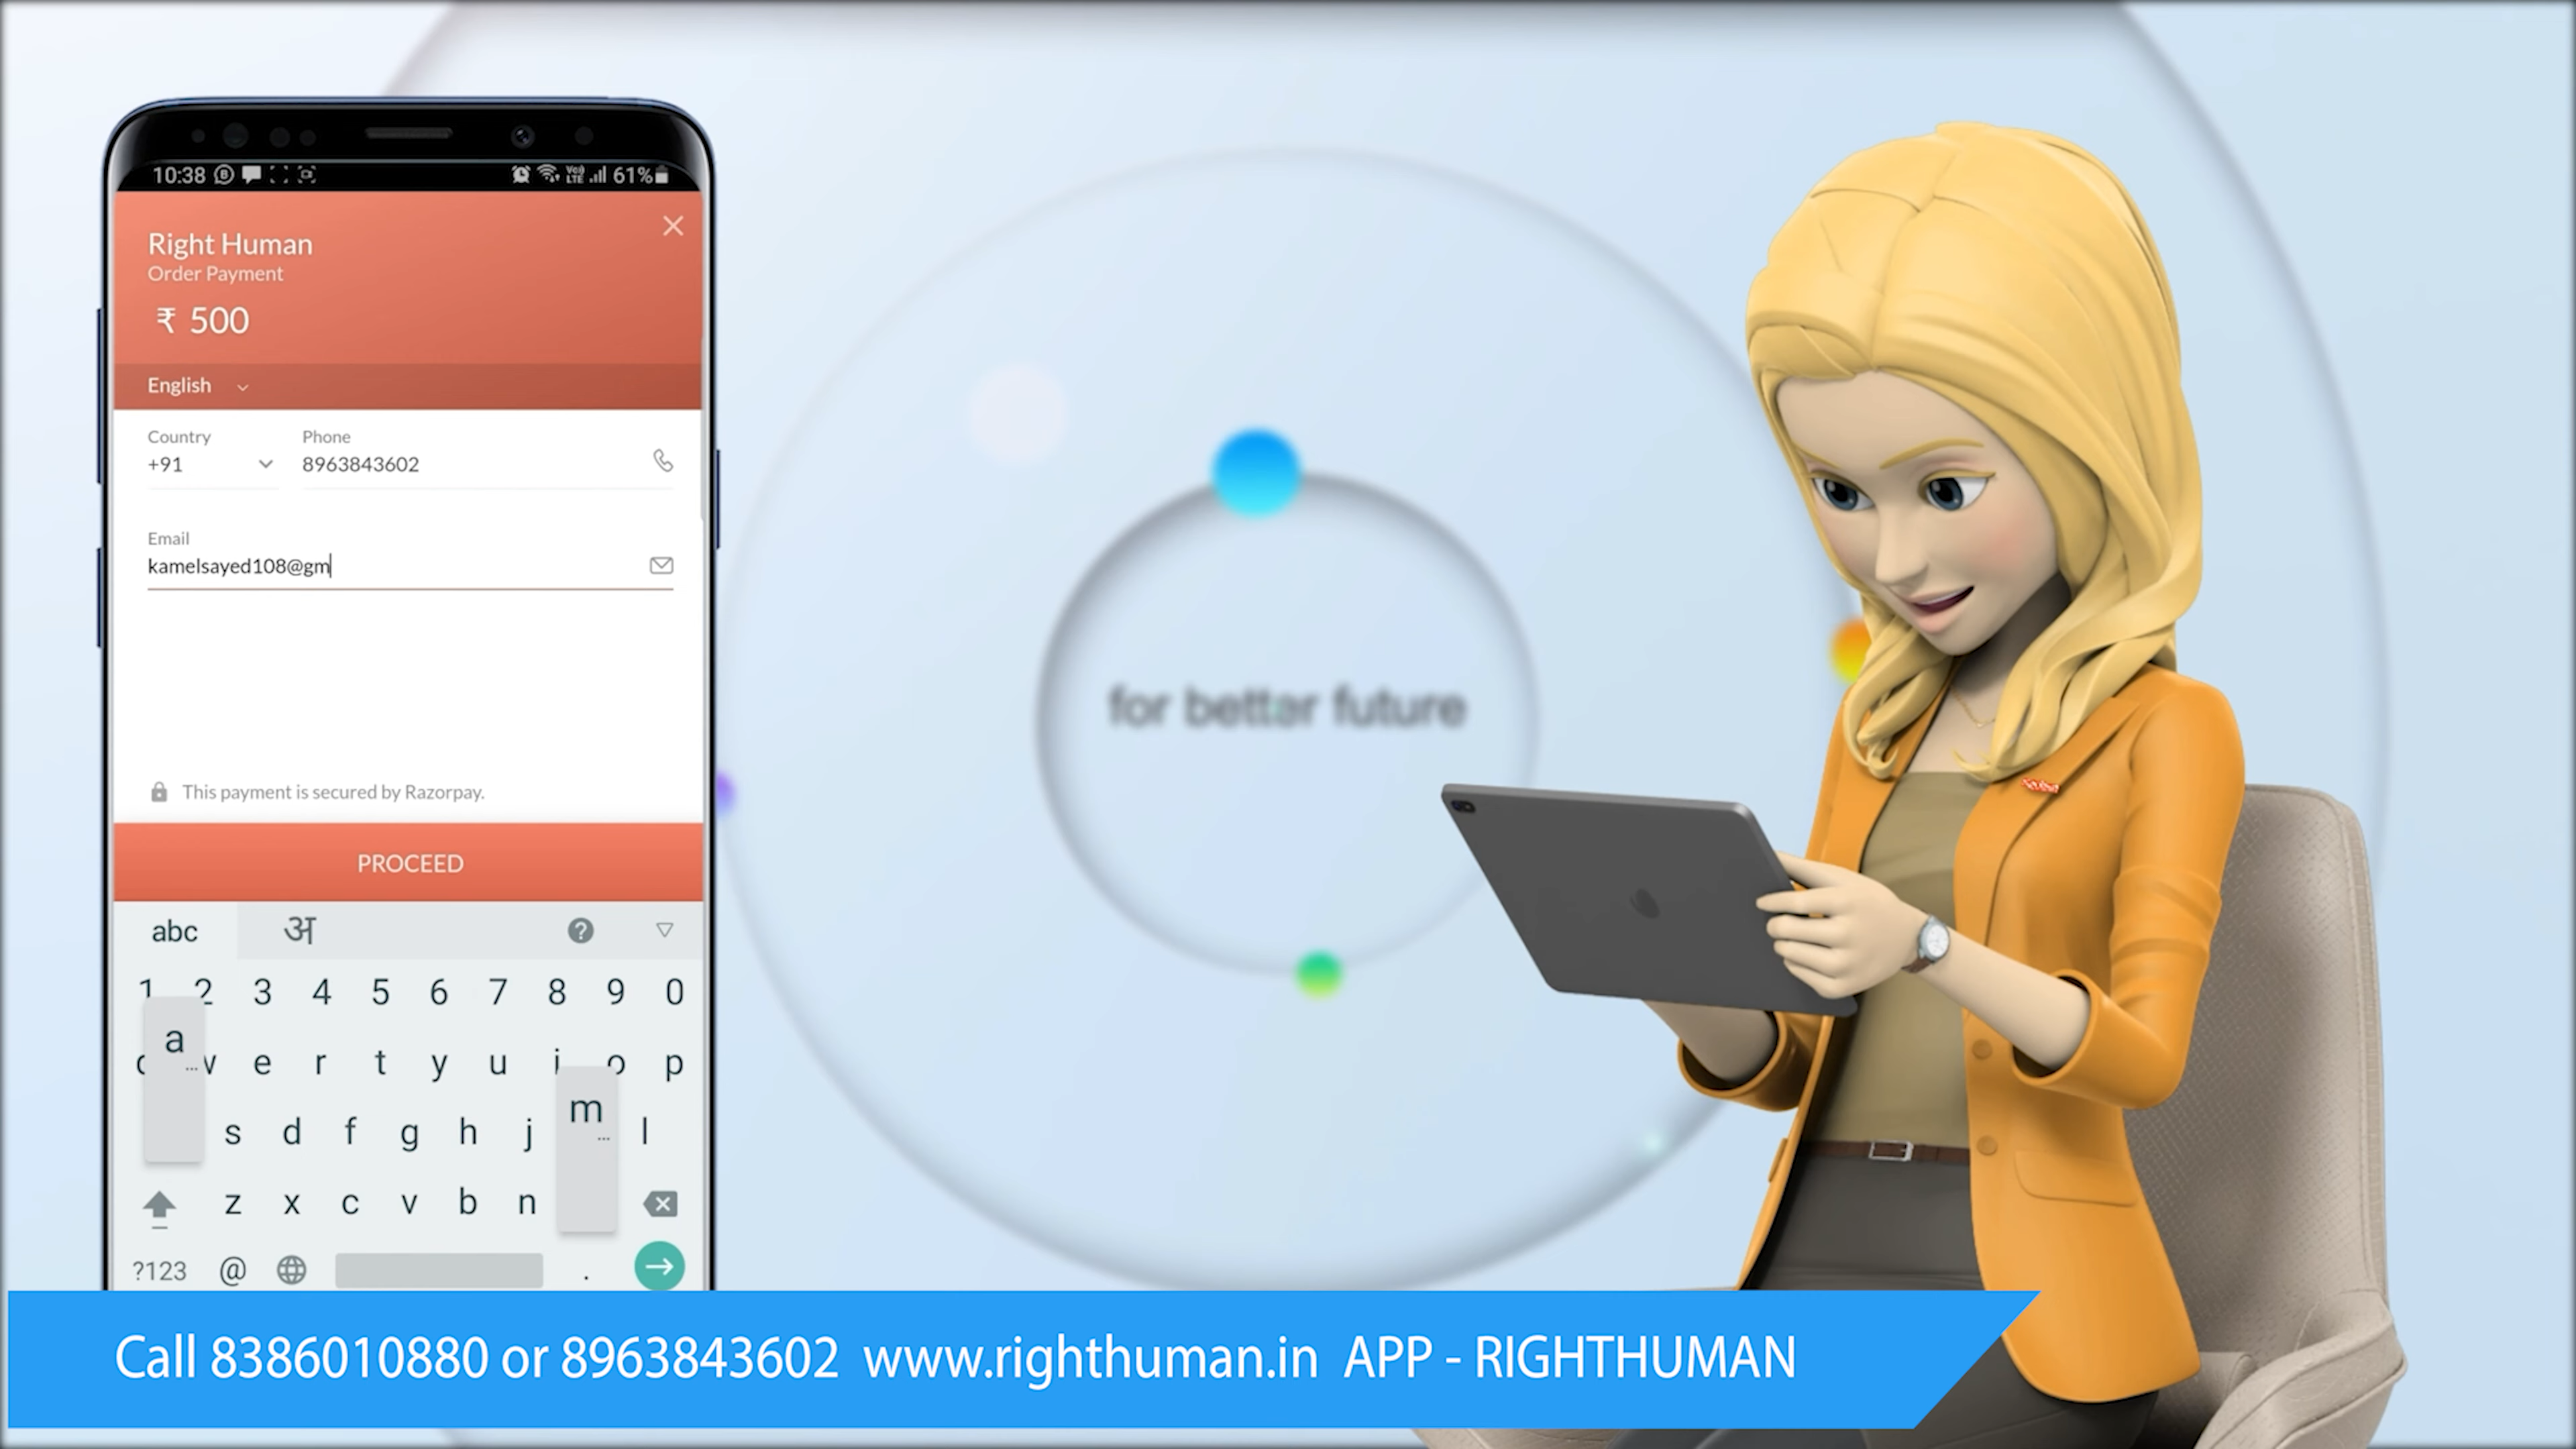 10:38
61%
Right Human
Order Payment
₹ 500
English
Country
Phone
+91
8963843602
Email
kamelsayed108@gm
This payment is secured by Razorpay.
PROCEED
abc अ
1 2 3 4 5 6 7 8 9 0
a
w e r t y u i o p
s d f g h j m l
z x c v b n
?123 @ .
for better future
Call 8386010880 or 8963843602 www.righthuman.in APP - RIGHTHUMAN